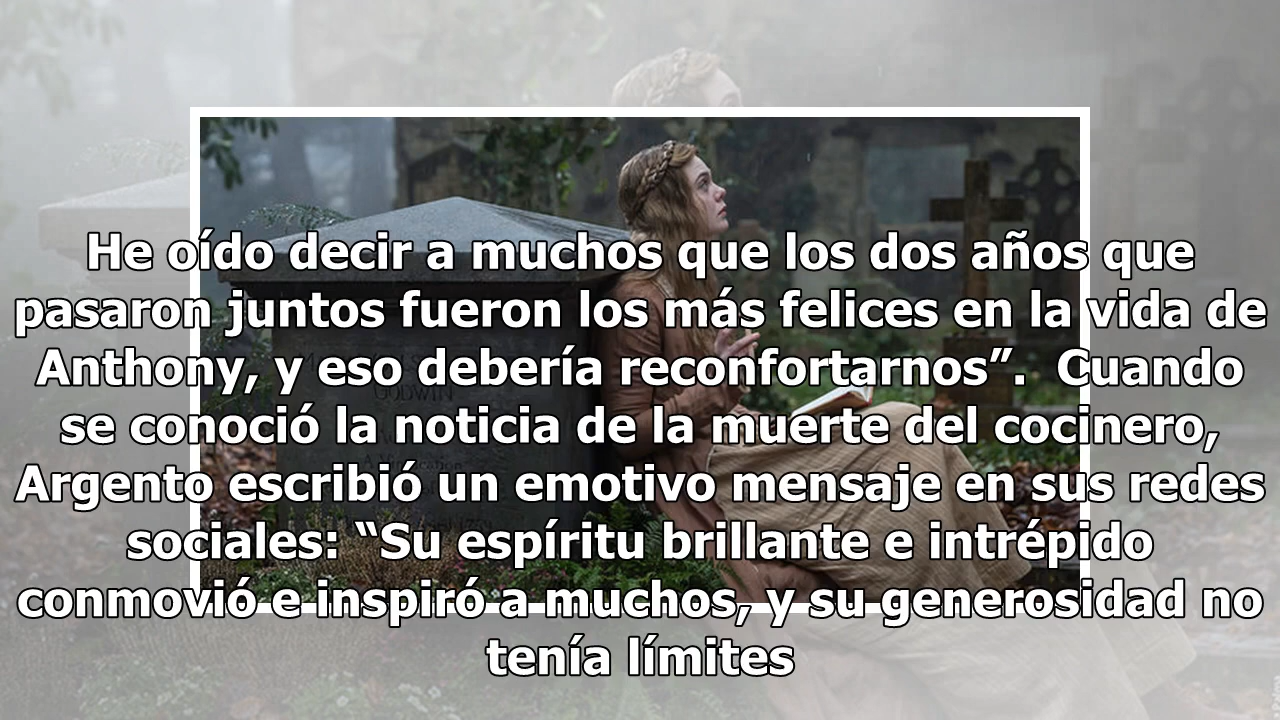 He oído decir a muchos que los dos años que
pasaron juntos fueron los más felices en la vida de
Anthony, y eso debería reconfortarnos”.  Cuando
se conoció la noticia de la muerte del cocinero,
Argento escribió un emotivo mensaje en sus redes
sociales: “Su espíritu brillante e intrépido
conmovió e inspiró a muchos, y su generosidad no
tenía límites
GODWIN